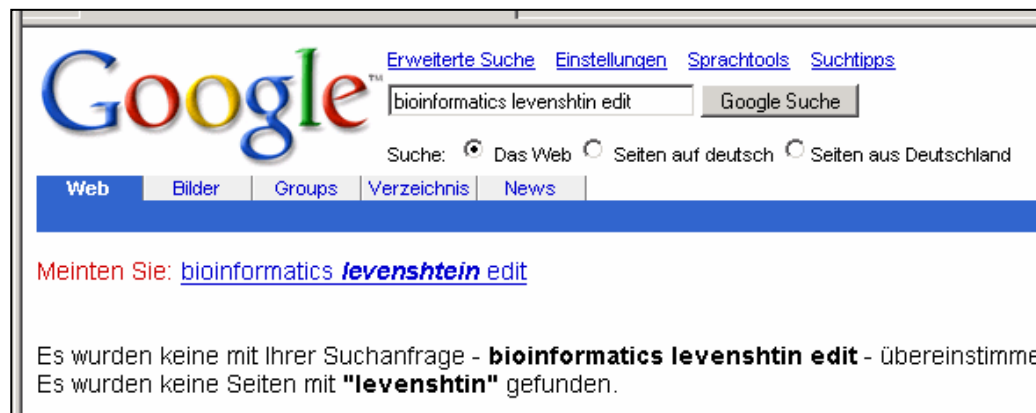 Google™
Erweiterte Suche Einstellungen Sprachtools Suchtipps
bioinformatics levenshtin edit Google Suche
Suche: Das Web Seiten auf deutsch Seiten aus Deutschland
Web Bilder Groups Verzeichnis News
Meinten Sie: bioinformatics levenshtein edit
Es wurden keine mit Ihrer Suchanfrage - bioinformatics levenshtin edit - übereinstimme
Es wurden keine Seiten mit "levenshtin" gefunden.